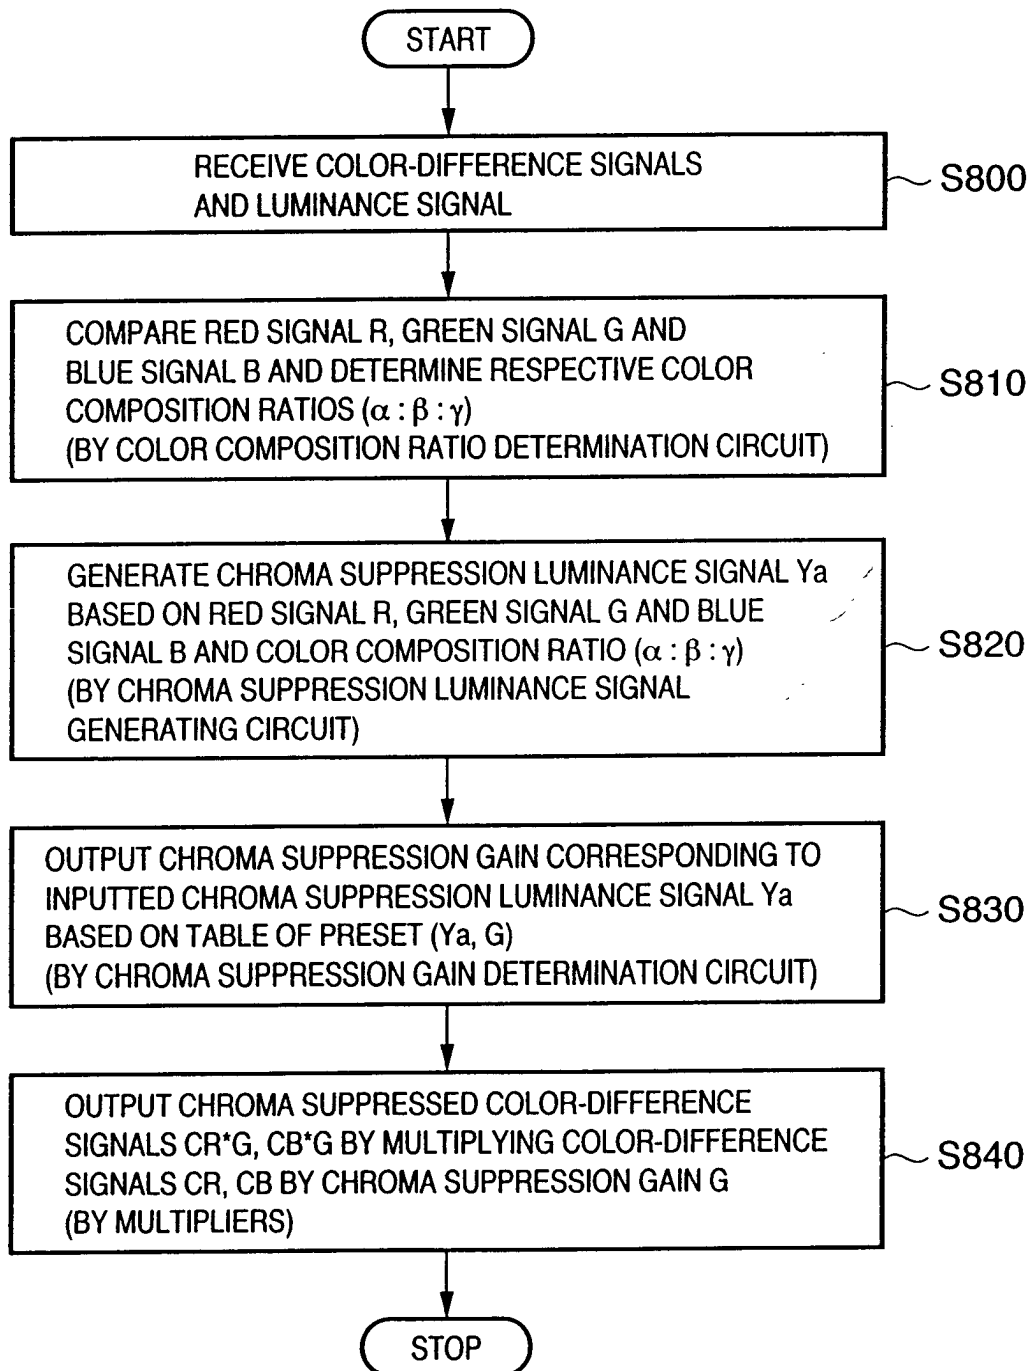 START
RECEIVE COLOR-DIFFERENCE SIGNALS
AND LUMINANCE SIGNAL
S800
COMPARE RED SIGNAL R, GREEN SIGNAL G AND
BLUE SIGNAL B AND DETERMINE RESPECTIVE COLOR
COMPOSITION RATIOS (α : β : γ)
(BY COLOR COMPOSITION RATIO DETERMINATION CIRCUIT)
S810
GENERATE CHROMA SUPPRESSION LUMINANCE SIGNAL Ya
BASED ON RED SIGNAL R, GREEN SIGNAL G AND BLUE
SIGNAL B AND COLOR COMPOSITION RATIO (α : β : γ)
(BY CHROMA SUPPRESSION LUMINANCE SIGNAL
GENERATING CIRCUIT)
S820
OUTPUT CHROMA SUPPRESSION GAIN CORRESPONDING TO
INPUTTED CHROMA SUPPRESSION LUMINANCE SIGNAL Ya
BASED ON TABLE OF PRESET (Ya, G)
(BY CHROMA SUPPRESSION GAIN DETERMINATION CIRCUIT)
S830
OUTPUT CHROMA SUPPRESSED COLOR-DIFFERENCE
SIGNALS CR*G, CB*G BY MULTIPLYING COLOR-DIFFERENCE
SIGNALS CR, CB BY CHROMA SUPPRESSION GAIN G
(BY MULTIPLIERS)
S840
STOP